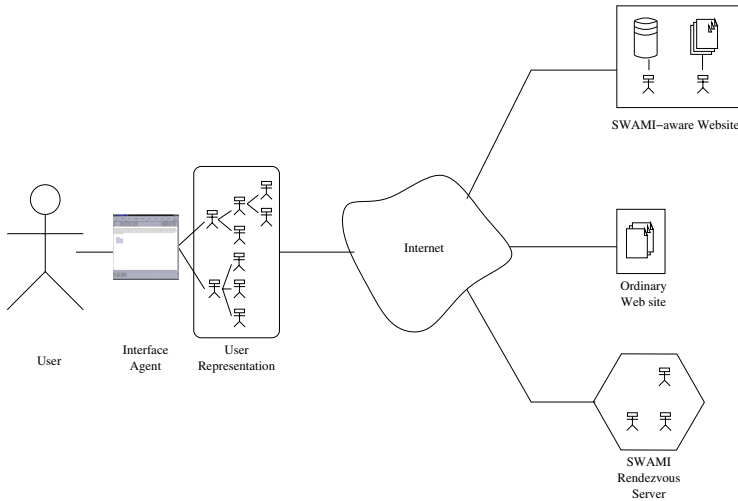 SWAMI−aware Website
Internet
Ordinary
Web site
User
Interface
Agent
User
Representation
SWAMI
Rendezvous
Server